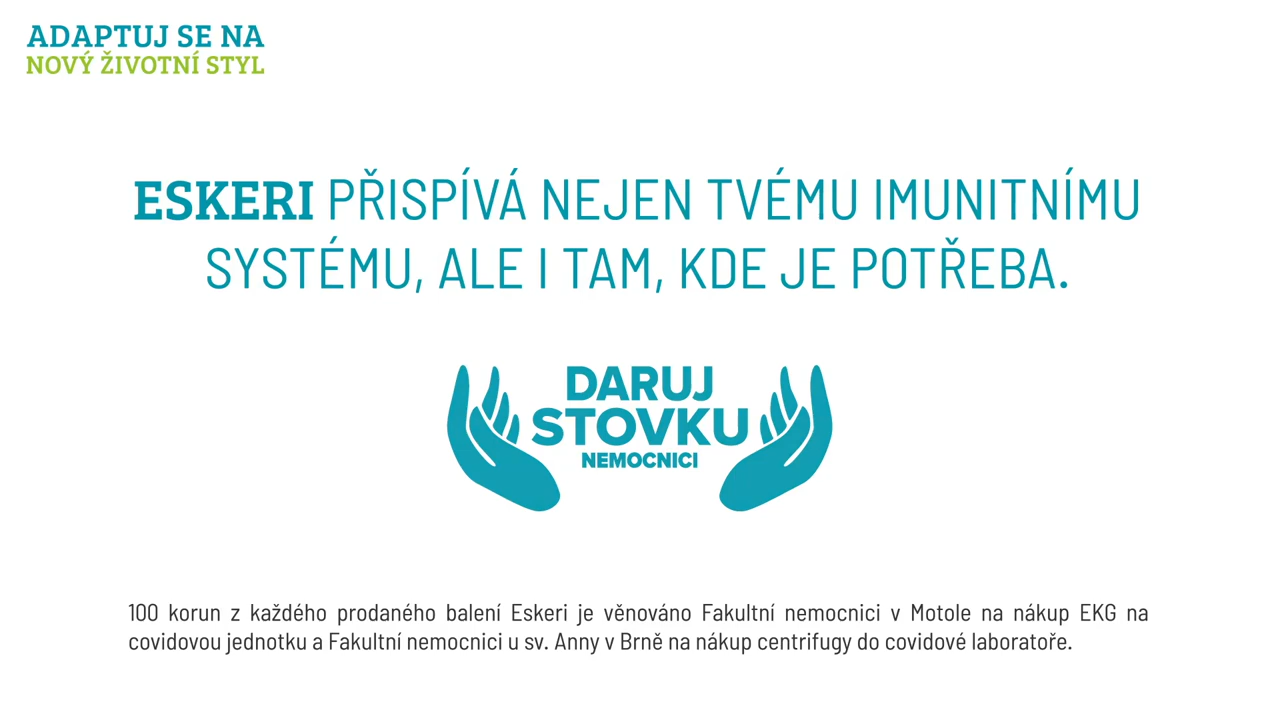 ADAPTUJ SE NA
NOVÝ ŽIVOTNÍ STYL
ESKERI PŘISPÍVÁ NEJEN TVÉMU IMUNITNÍMU
SYSTÉMU, ALE I TAM, KDE JE POTŘEBA.
DARUJ
STOVKU
NEMOCNICI
100 korun z každého prodaného balení Eskeri je věnováno Fakultní nemocnici v Motole na nákup EKG na
covidovou jednotku a Fakultní nemocnici u sv. Anny v Brně na nákup centrifugy do covidové laboratoře.